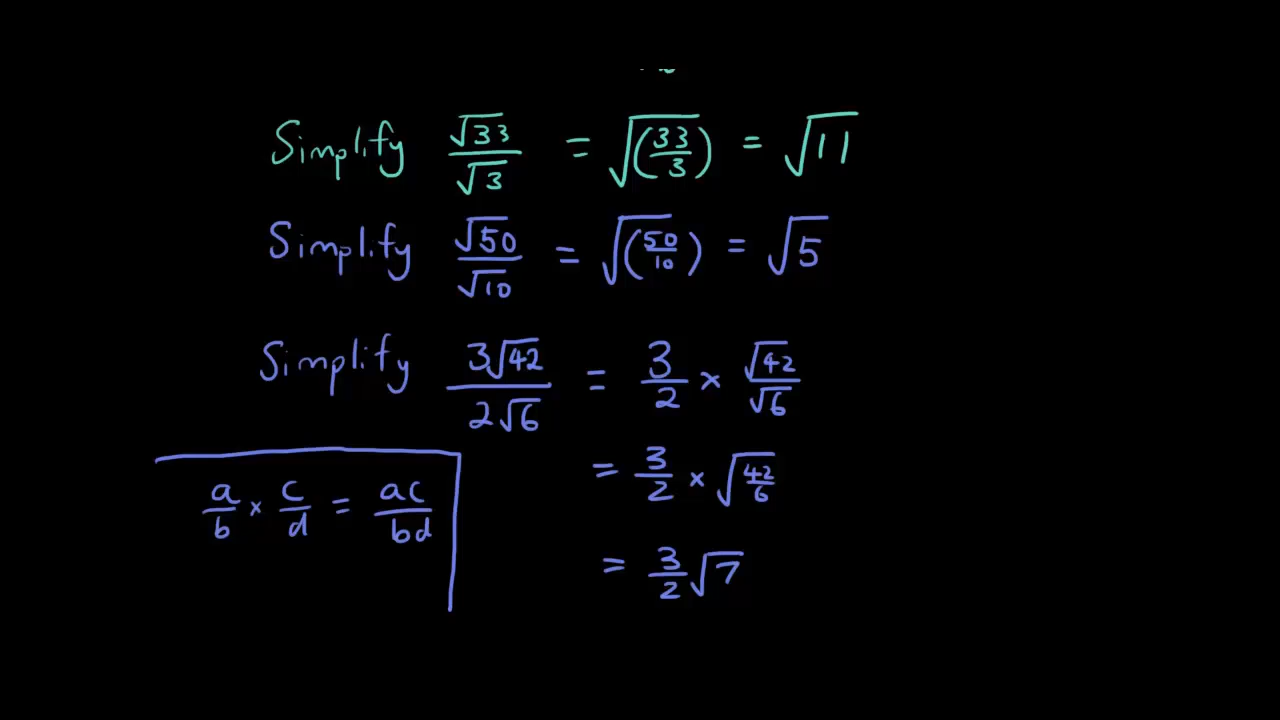 Simplify √33/√3 = √(33/3) = √11
Simplify √50/√10 = √(50/10) = √5
Simplify 3√42/2√6 = 3/2 × √42/√6
= 3/2 × √42/6
a/b × c/d = ac/bd
= 3/2 √7